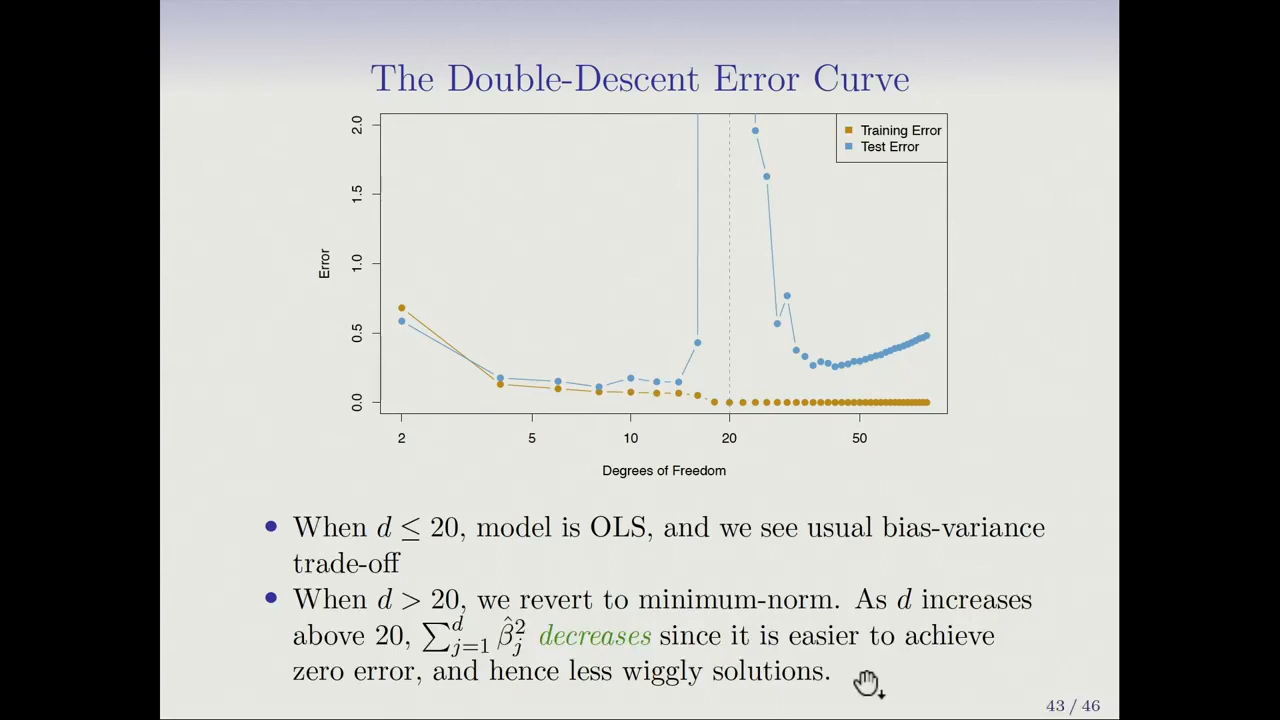 The Double-Descent Error Curve
2.0
1.5
1.0
0.5
0.0
Error
Training Error
Test Error
2 5 10 20 50
Degrees of Freedom
When d ≤ 20, model is OLS, and we see usual bias-variance
trade-off
When d > 20, we revert to minimum-norm. As d increases
above 20, ∑_{j=1}^{d} β̂_j^2 decreases since it is easier to achieve
zero error, and hence less wiggly solutions.
43 / 46